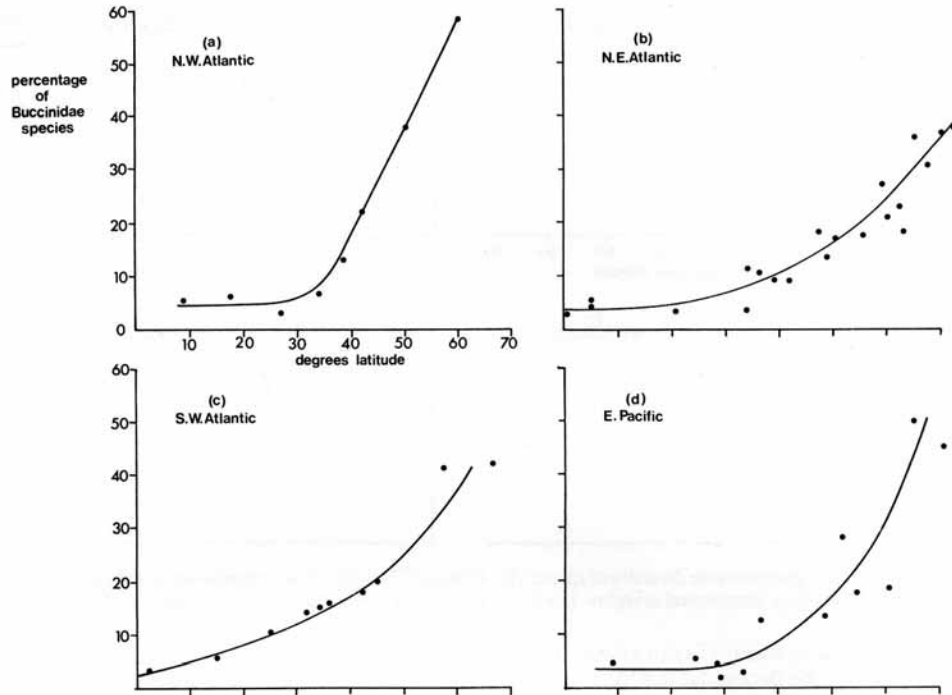 (a)
N.W.Atlantic
percentage
of
Buccinidae
species
60
50
40
30
20
10
0
10 20 30 40 50 60 70
degrees latitude
(b)
N.E.Atlantic
(c)
S.W.Atlantic
60
50
40
30
20
10
(d)
E.Pacific